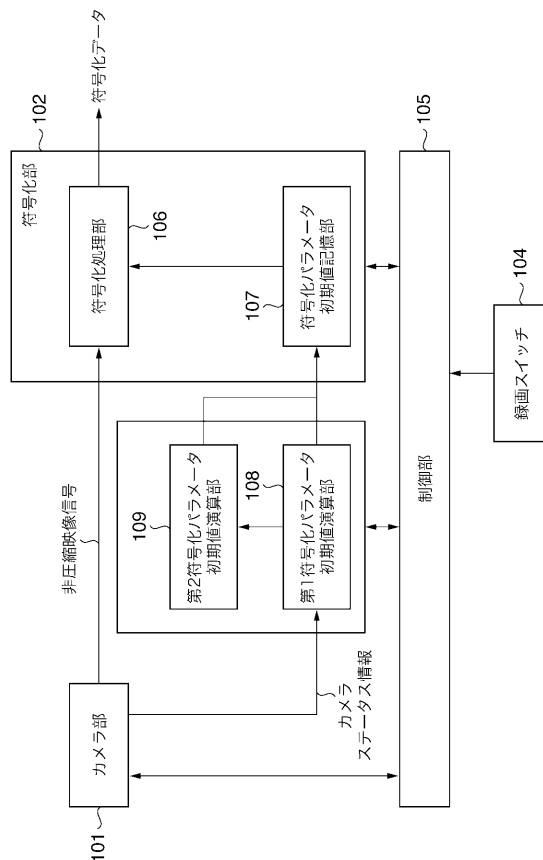 カメラ部
101
非圧縮映像信号
カメラ
ステータス情報
第2符号化パラメータ
初期値演算部
109
第1符号化パラメータ
初期値演算部
108
符号化部
102
符号化処理部
106
符号化パラメータ
初期値記憶部
107
符号化データ
制御部
105
録画スイッチ
104